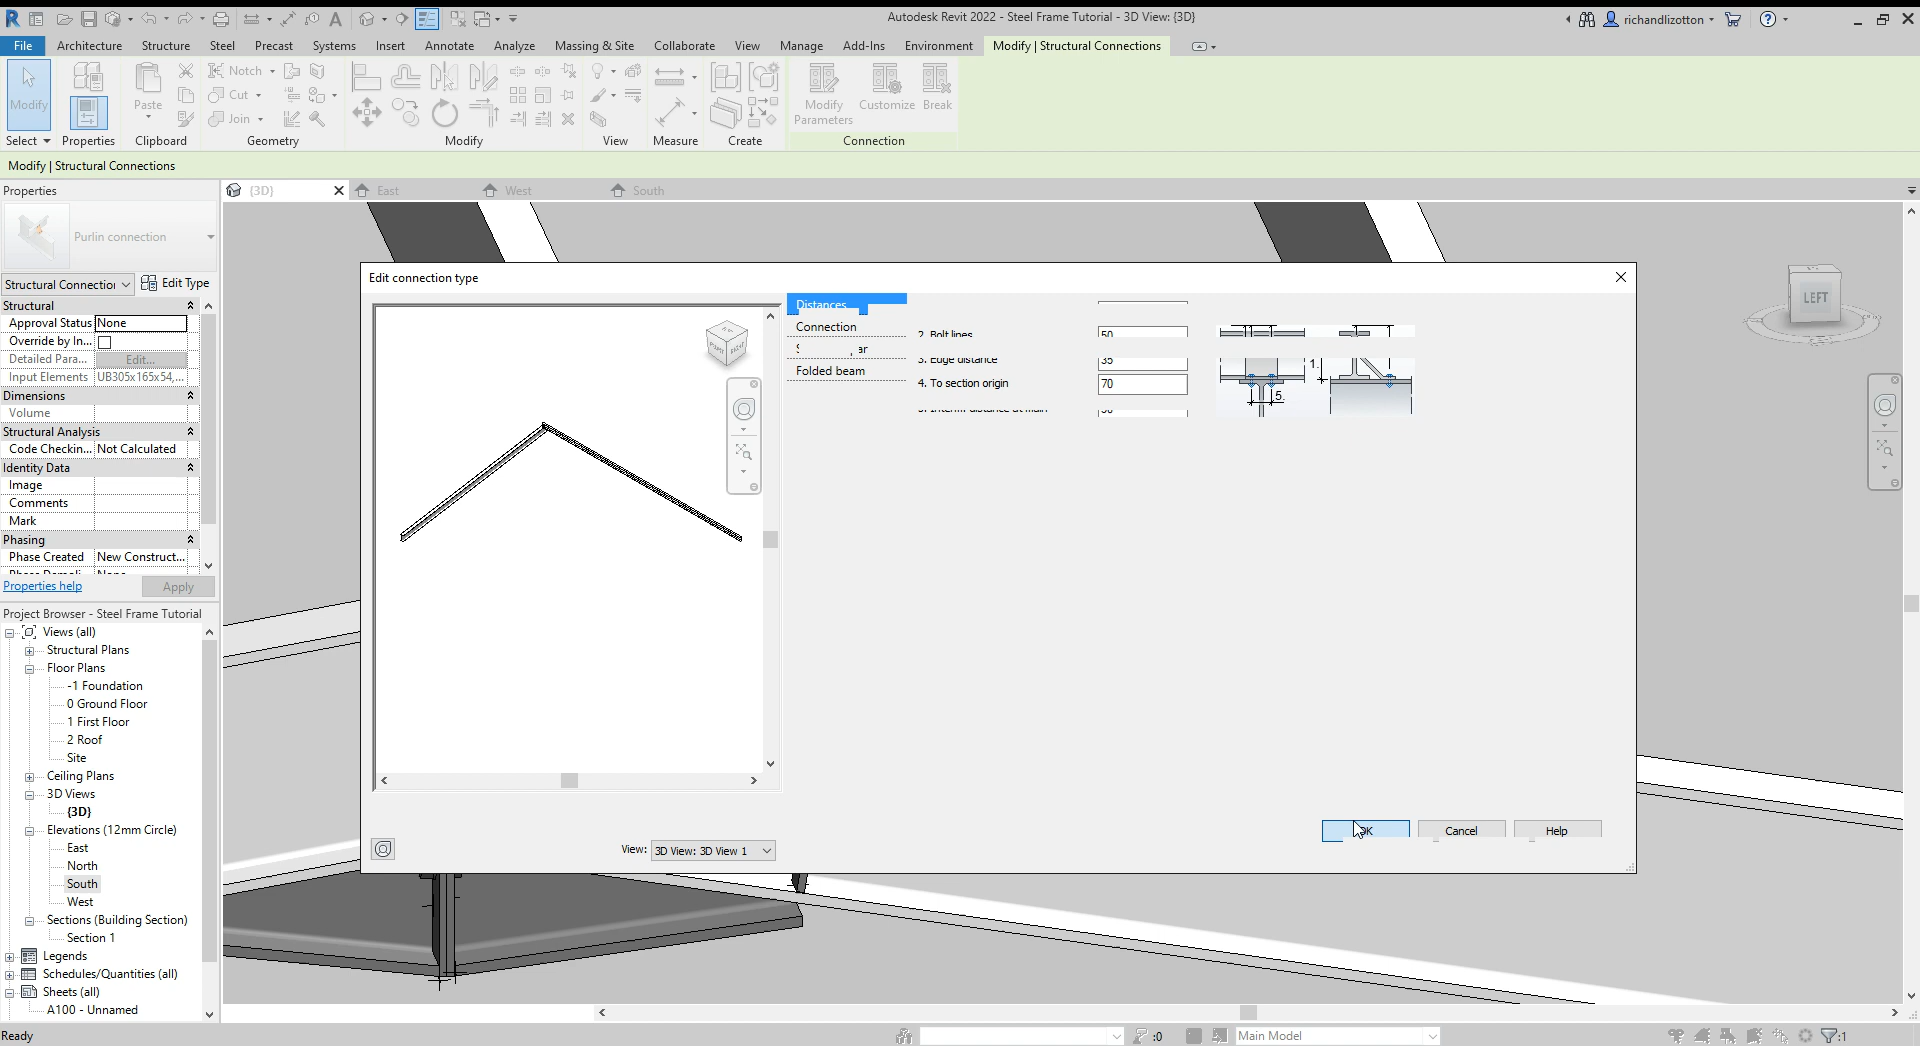 Autodesk Revit 2022 - Steel Frame Tutorial - 3D View: {3D}
richandlizotton
File
Architecture
Structure
Steel
Precast
Systems
Insert
Annotate
Analyze
Massing & Site
Collaborate
View
Manage
Add-Ins
Environment
Modify | Structural Connections
Modify
Paste
Notch
Cut
Join
Modify Parameters
Customize
Break
Select
Properties
Clipboard
Geometry
Modify
View
Measure
Create
Connection
Modify | Structural Connections
Properties
{3D}
East
West
South
Purlin connection
Structural Connectio
Edit Type
Structural
Approval Status None
Override by In...
Detailed Para... Edit...
Input Elements UB305x165x54,...
Dimensions
Volume
Structural Analysis
Code Checkin... Not Calculated
Identity Data
Image
Comments
Mark
Phasing
Phase Created New Construct...
Properties help
Apply
Project Browser - Steel Frame Tutorial
Views (all)
Structural Plans
Floor Plans
-1 Foundation
0 Ground Floor
1 First Floor
2 Roof
Site
Ceiling Plans
3D Views
{3D}
Elevations (12mm Circle)
East
North
South
West
Sections (Building Section)
Section 1
Legends
Schedules/Quantities (all)
Sheets (all)
A100 - Unnamed
Edit connection type
Distances
Connection
Folded beam
2. Bolt lines 50
3. Edge distance 35
4. To section origin 70
1.
5.
LEFT
View: 3D View: 3D View 1
OK
Cancel
Help
Ready
:0
Main Model
:1